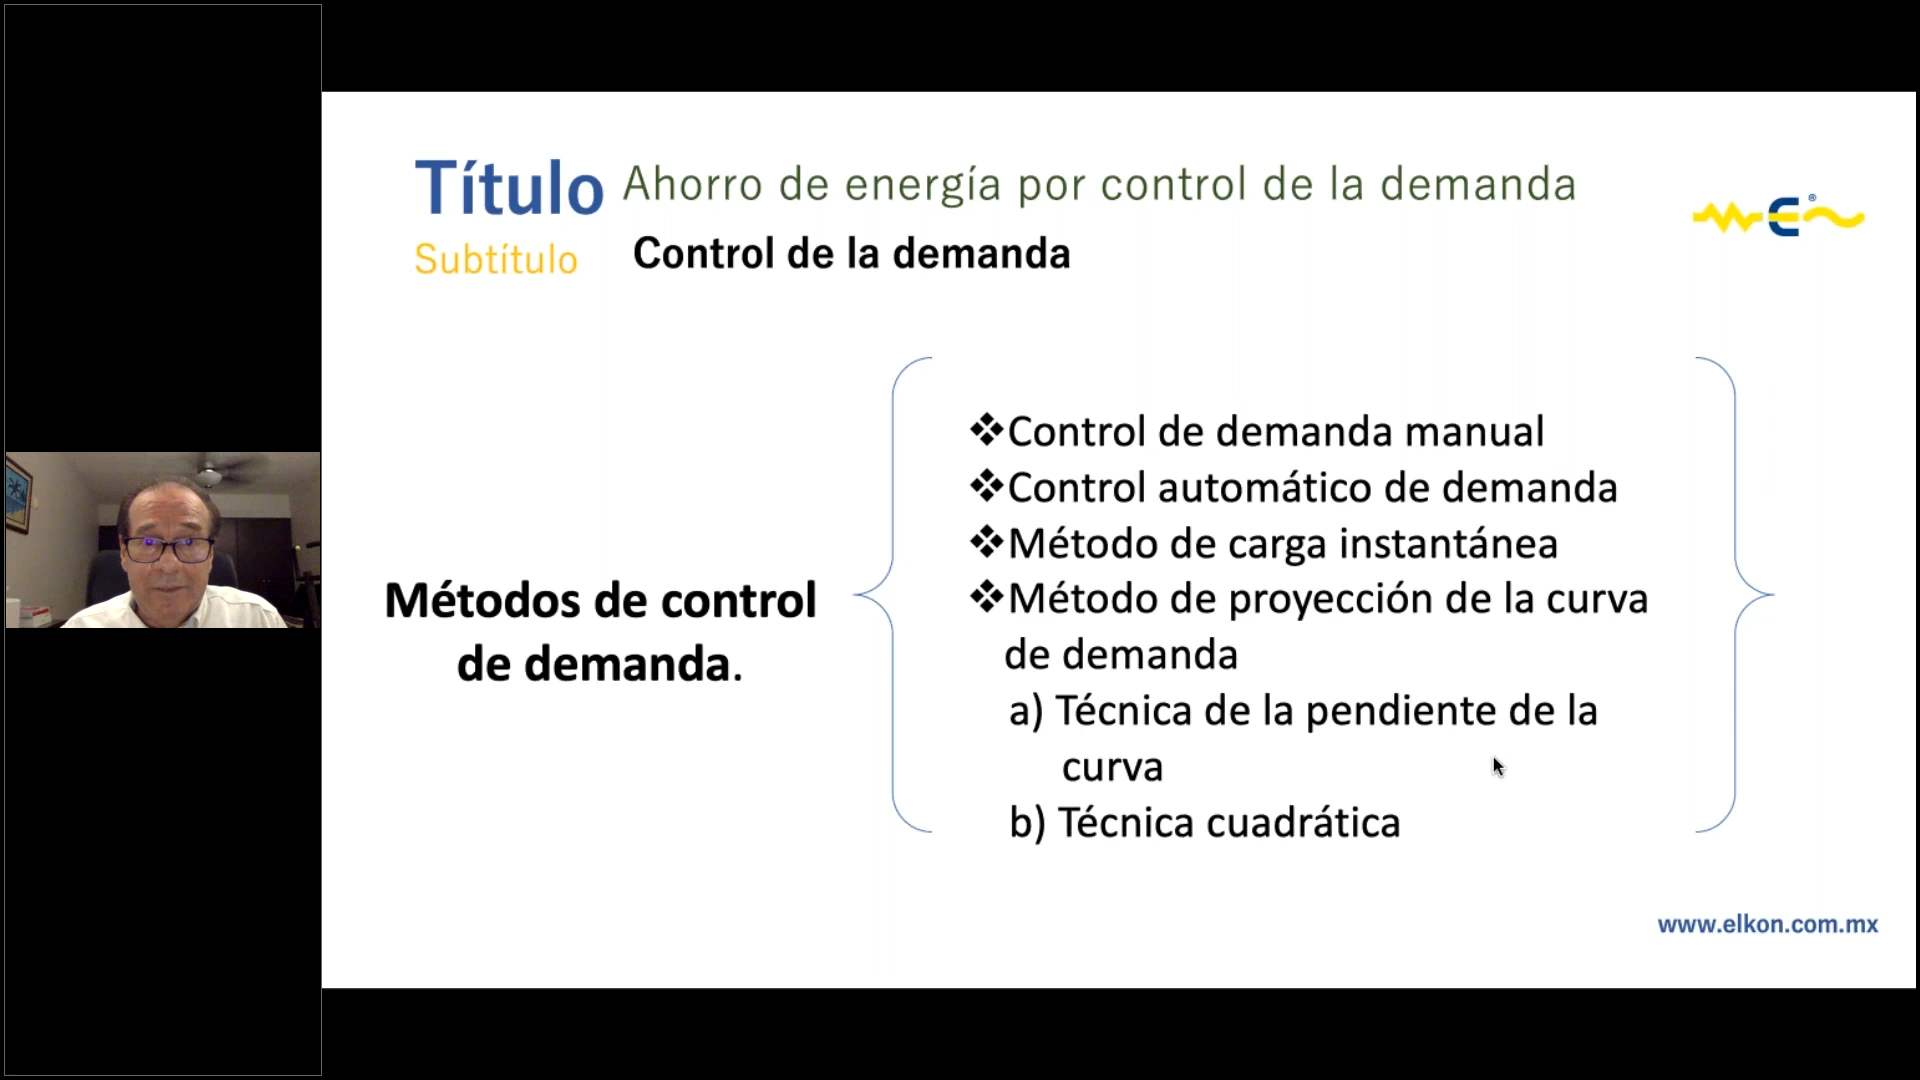 Título Ahorro de energía por control de la demanda
Subtítulo Control de la demanda
Métodos de control
de demanda.
❖Control de demanda manual
❖Control automático de demanda
❖Método de carga instantánea
❖Método de proyección de la curva
de demanda
a) Técnica de la pendiente de la
curva
b) Técnica cuadrática
E®
www.elkon.com.mx